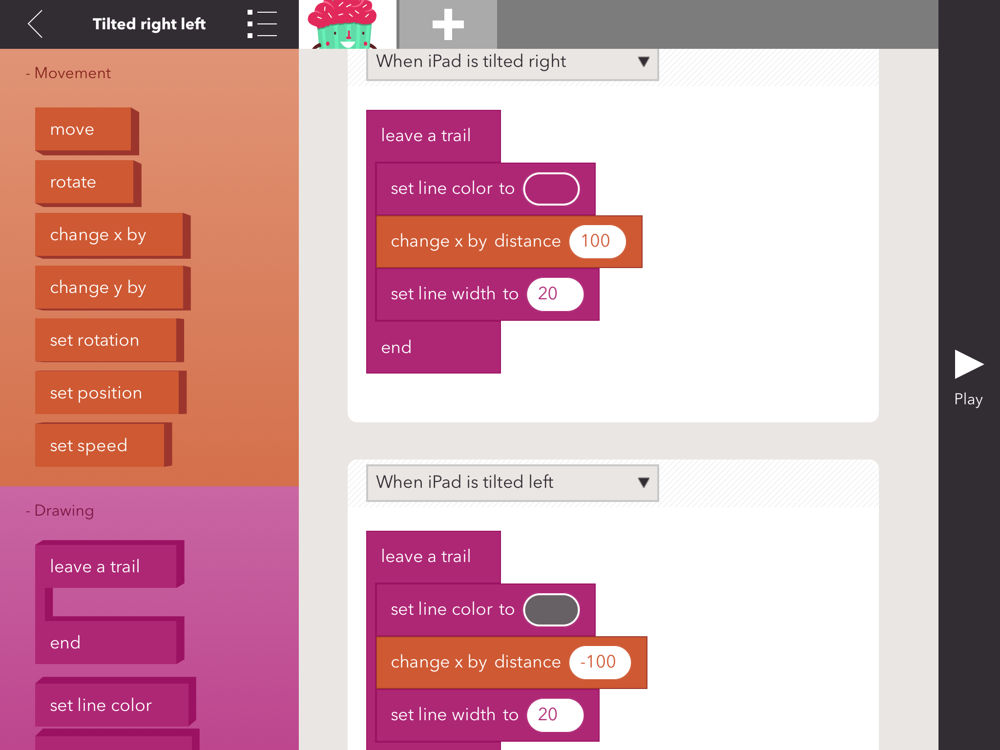 Tilted right left
- Movement
move
rotate
change x by
change y by
set rotation
set position
set speed
- Drawing
leave a trail
end
set line color
When iPad is tilted right
leave a trail
set line color to
change x by distance 100
set line width to 20
end
When iPad is tilted left
leave a trail
set line color to
change x by distance -100
set line width to 20
Play